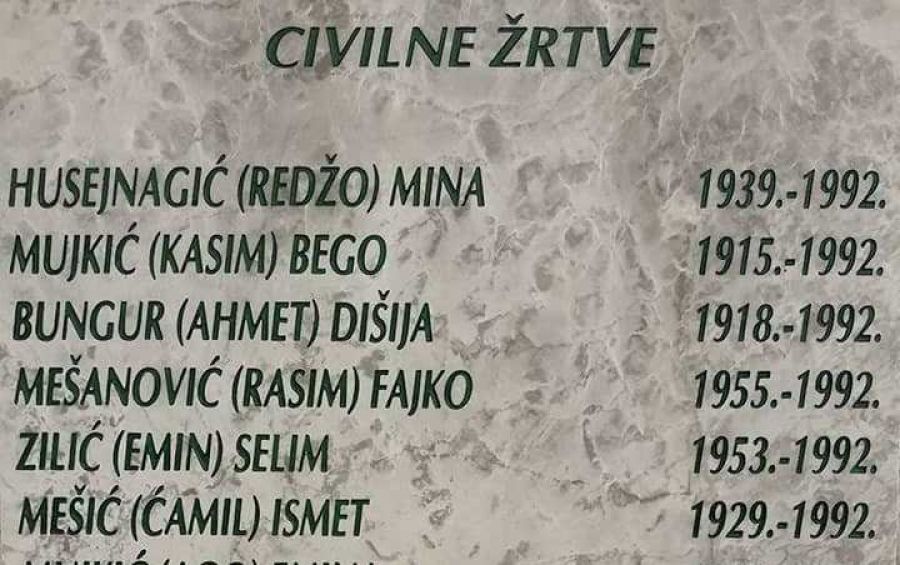 CIVILNE ŽRTVE
HUSEJNAGIĆ (REDŽO) MINA 1939.-1992.
MUJKIĆ (KASIM) BEGO 1915.-1992.
BUNGUR (AHMET) DIŠIJA 1918.-1992.
MEŠANOVIĆ (RASIM) FAJKO 1955.-1992.
ZILIĆ (EMIN) SELIM 1953.-1992.
MEŠIĆ (ĆAMIL) ISMET 1929.-1992.